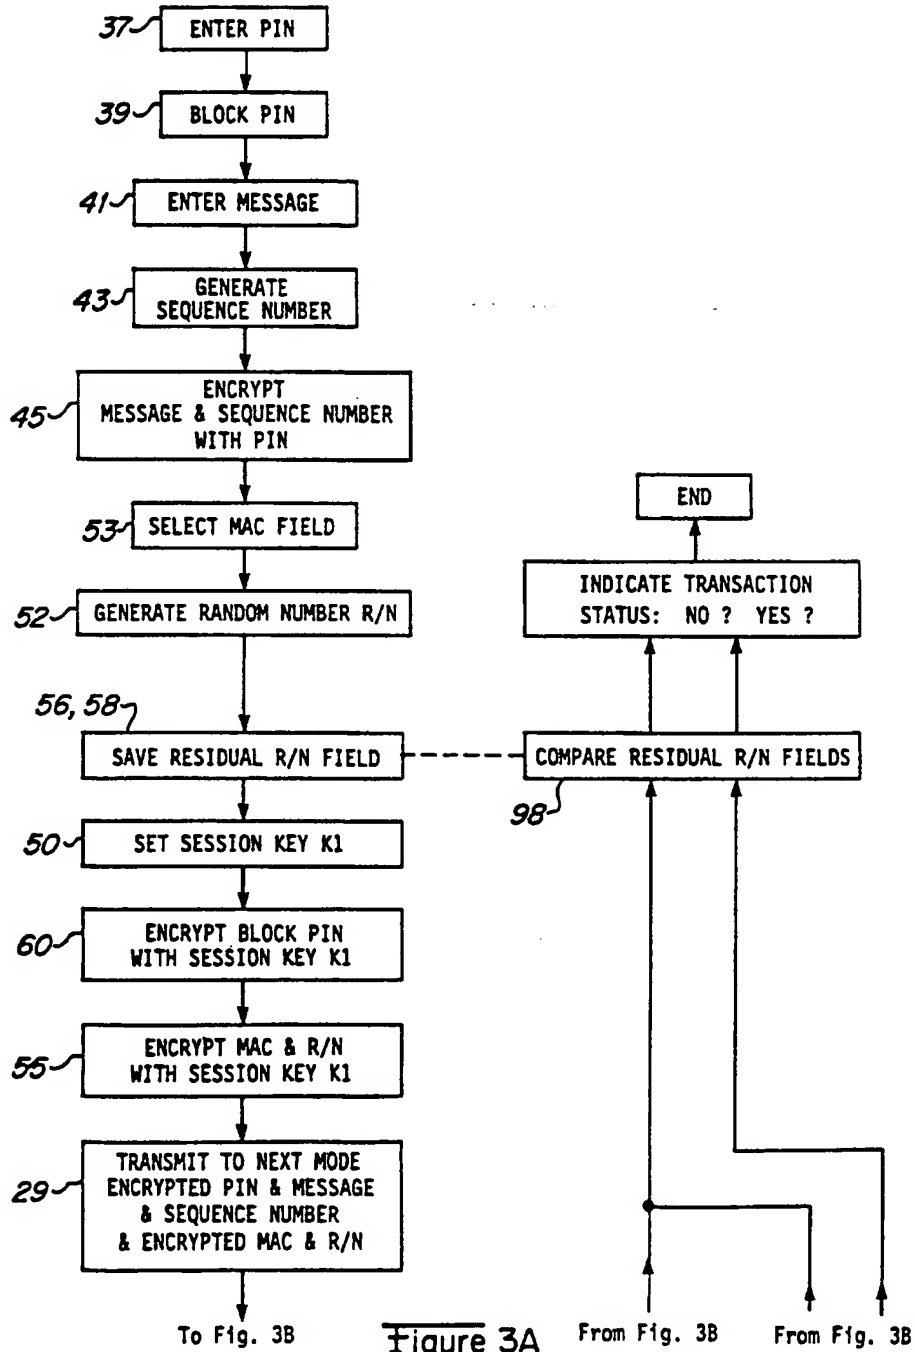 37
ENTER PIN
39
BLOCK PIN
41
ENTER MESSAGE
43
GENERATE
SEQUENCE NUMBER
45
ENCRYPT
MESSAGE & SEQUENCE NUMBER
WITH PIN
53
SELECT MAC FIELD
52
GENERATE RANDOM NUMBER R/N
56, 58
SAVE RESIDUAL R/N FIELD
50
SET SESSION KEY K1
60
ENCRYPT BLOCK PIN
WITH SESSION KEY K1
55
ENCRYPT MAC & R/N
WITH SESSION KEY K1
29
TRANSMIT TO NEXT MODE
ENCRYPTED PIN & MESSAGE
& SEQUENCE NUMBER
& ENCRYPTED MAC & R/N
To Fig. 3B
END
INDICATE TRANSACTION
STATUS: NO ? YES ?
COMPARE RESIDUAL R/N FIELDS
98
From Fig. 3B
From Fig. 3B
Figure 3A